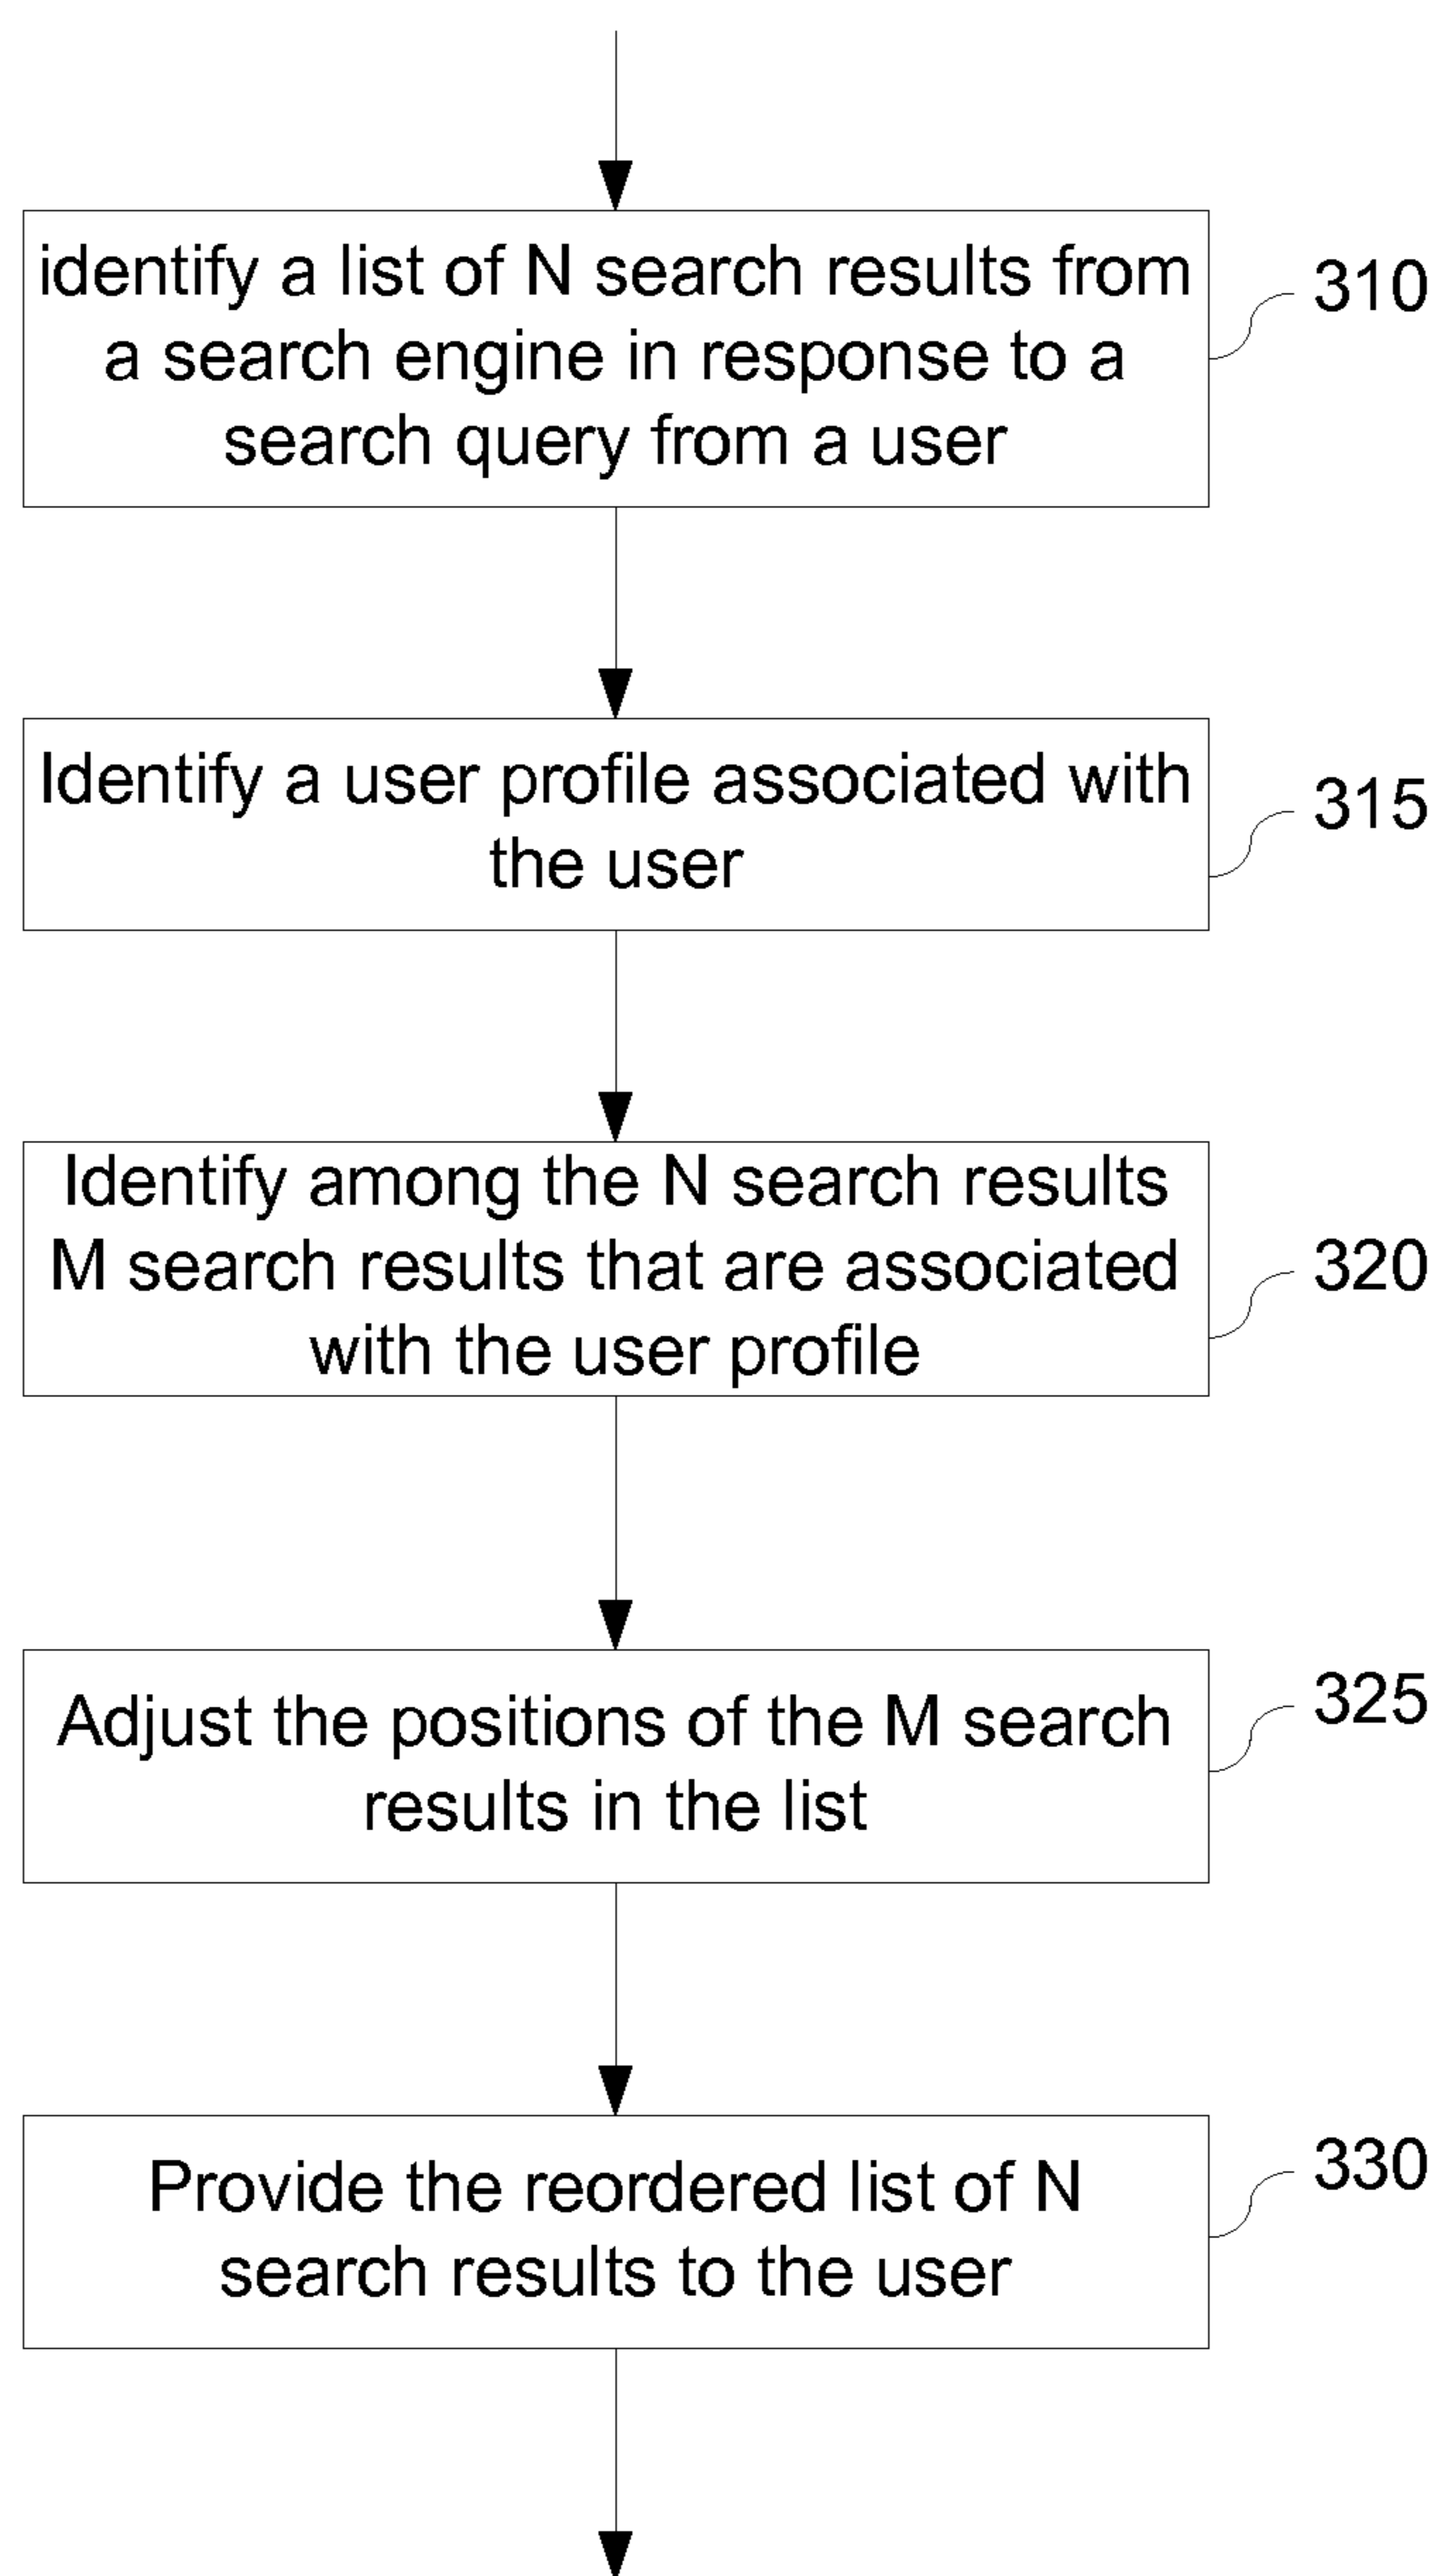 identify a list of N search results from
a search engine in response to a
search query from a user
310
Identify a user profile associated with
the user
315
Identify among the N search results
M search results that are associated
with the user profile
320
Adjust the positions of the M search
results in the list
325
Provide the reordered list of N
search results to the user
330